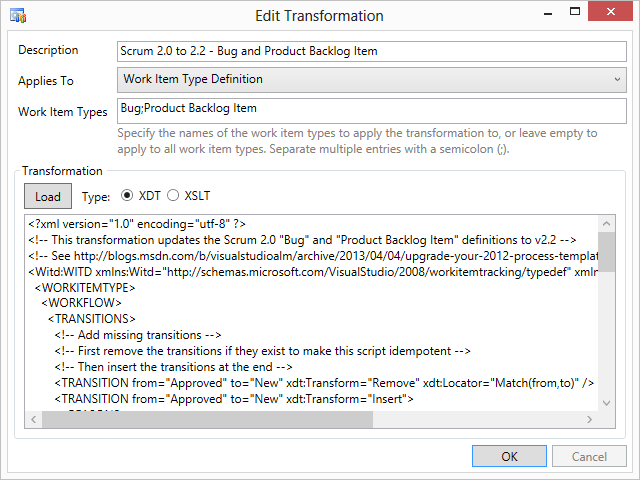 Edit Transformation
Description
Scrum 2.0 to 2.2 - Bug and Product Backlog Item
Applies To
Work Item Type Definition
Work Item Types
Bug;Product Backlog Item
Specify the names of the work item types to apply the transformation to, or leave empty
to apply to all work item types. Separate multiple entries with a semicolon (;).
Transformation
Load
Type:
XDT
XSLT
<?xml version="1.0" encoding="utf-8" ?>
<!-- This transformation updates the Scrum 2.0 "Bug" and "Product Backlog Item" definitions to v2.2 -->
<!-- See http://blogs.msdn.com/b/visualstudioalm/archive/2013/04/04/upgrade-your-2012-process-templat
<Witd:WITD xmlns:Witd="http://schemas.microsoft.com/VisualStudio/2008/workitemtracking/typedef" xmln
<WORKITEMTYPE>
<WORKFLOW>
<TRANSITIONS>
<!-- Add missing transitions -->
<!-- First remove the transitions if they exist to make this script idempotent -->
<!-- Then insert the transitions at the end -->
<TRANSITION from="Approved" to="New" xdt:Transform="Remove" xdt:Locator="Match(from,to)" />
<TRANSITION from="Approved" to="New" xdt:Transform="Insert">
OK
Cancel